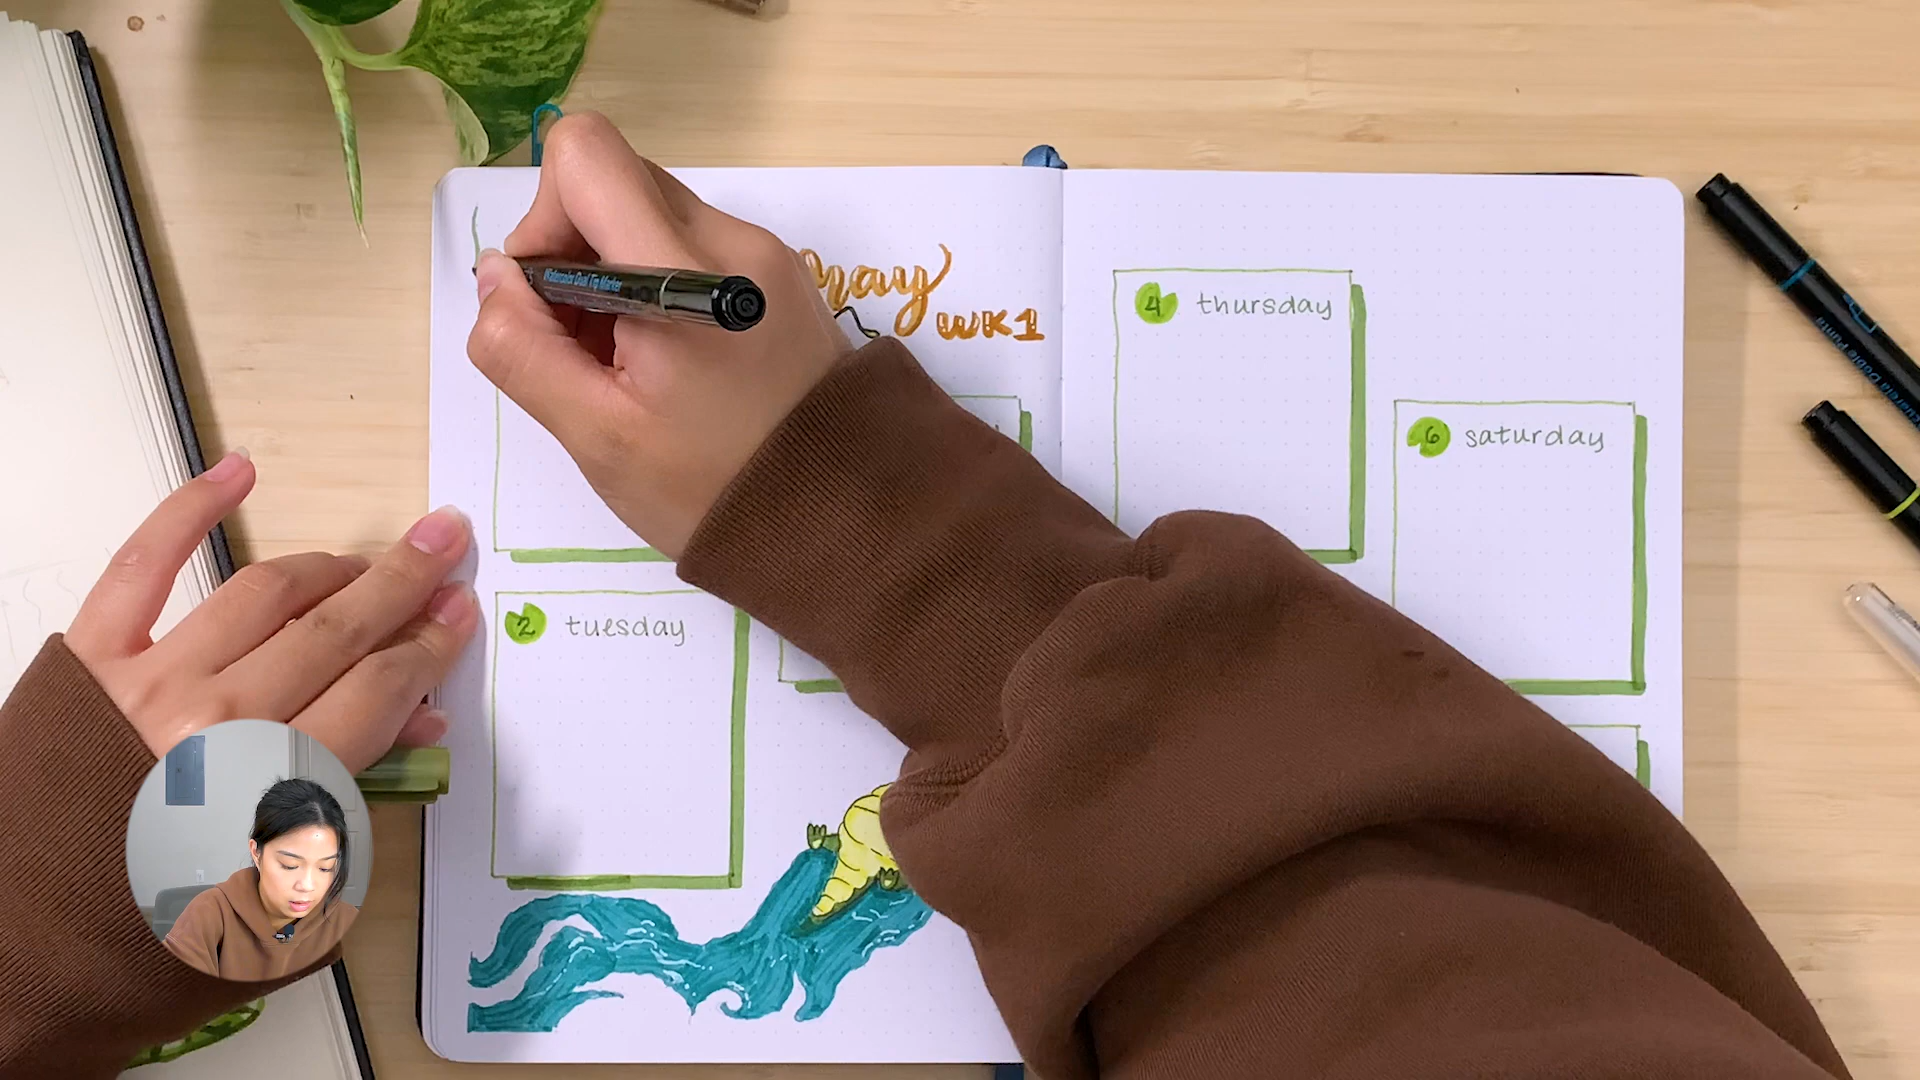 Watercolor Dual Tip Marker
may
WK1
4 thursday
6 saturday
2 tuesday